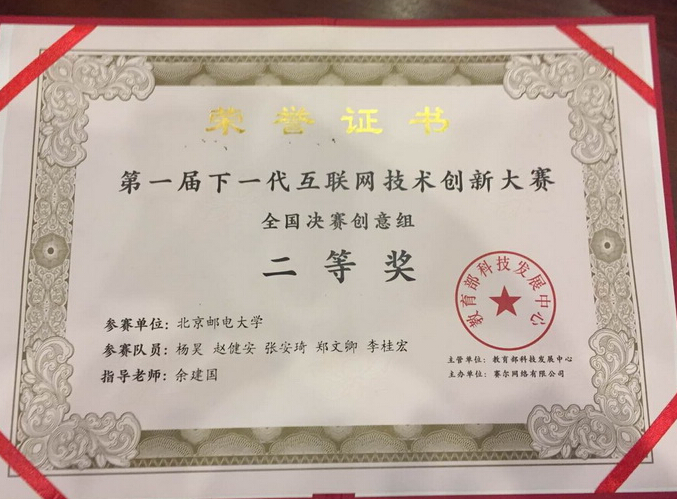 荣誉证书
第一届下一代互联网技术创新大赛
全国决赛创意组
二等奖
教育部科技发展中心
参赛单位:北京邮电大学
参赛队员:杨昊 赵健安 张安琦 郑文卿 李桂宏
指导老师:余建国
主管单位:教育部科技发展中心
主办单位:赛尔网络有限公司